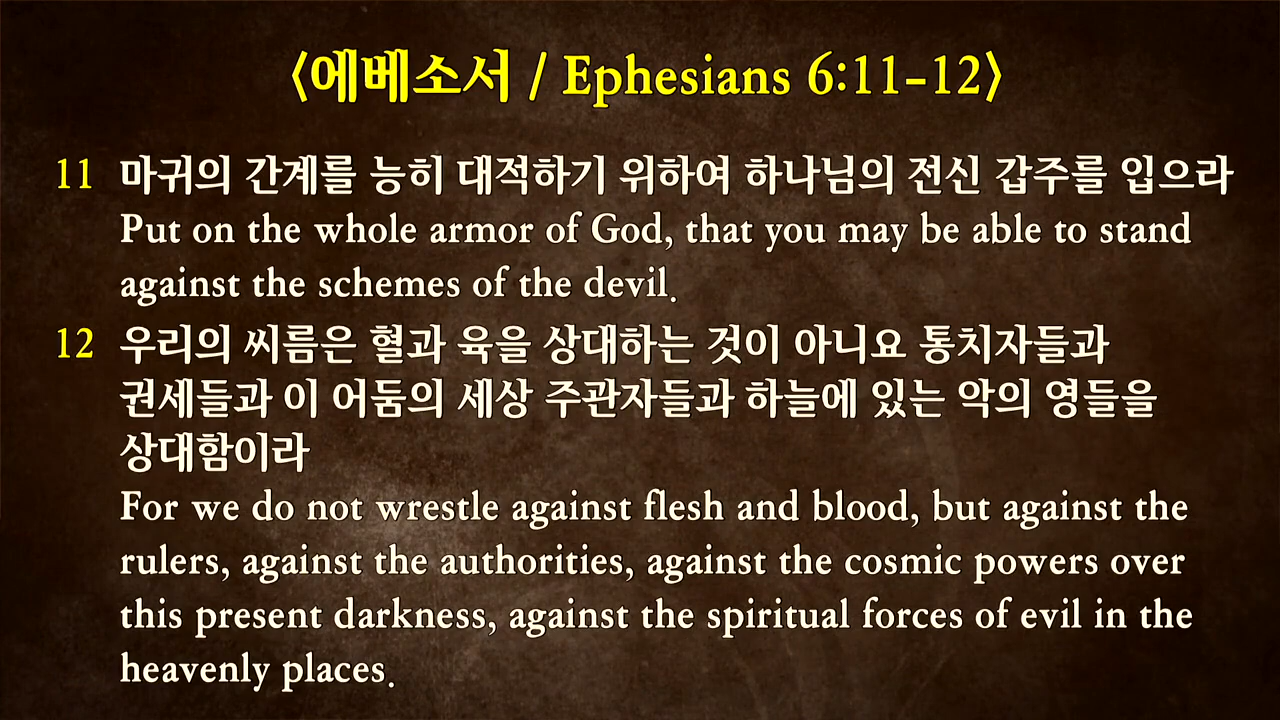 〈에베소서 / Ephesians 6:11-12〉
11 마귀의 간계를 능히 대적하기 위하여 하나님의 전신 갑주를 입으라
Put on the whole armor of God, that you may be able to stand
against the schemes of the devil.
12 우리의 씨름은 혈과 육을 상대하는 것이 아니요 통치자들과
권세들과 이 어둠의 세상 주관자들과 하늘에 있는 악의 영들을
상대함이라
For we do not wrestle against flesh and blood, but against the
rulers, against the authorities, against the cosmic powers over
this present darkness, against the spiritual forces of evil in the
heavenly places.